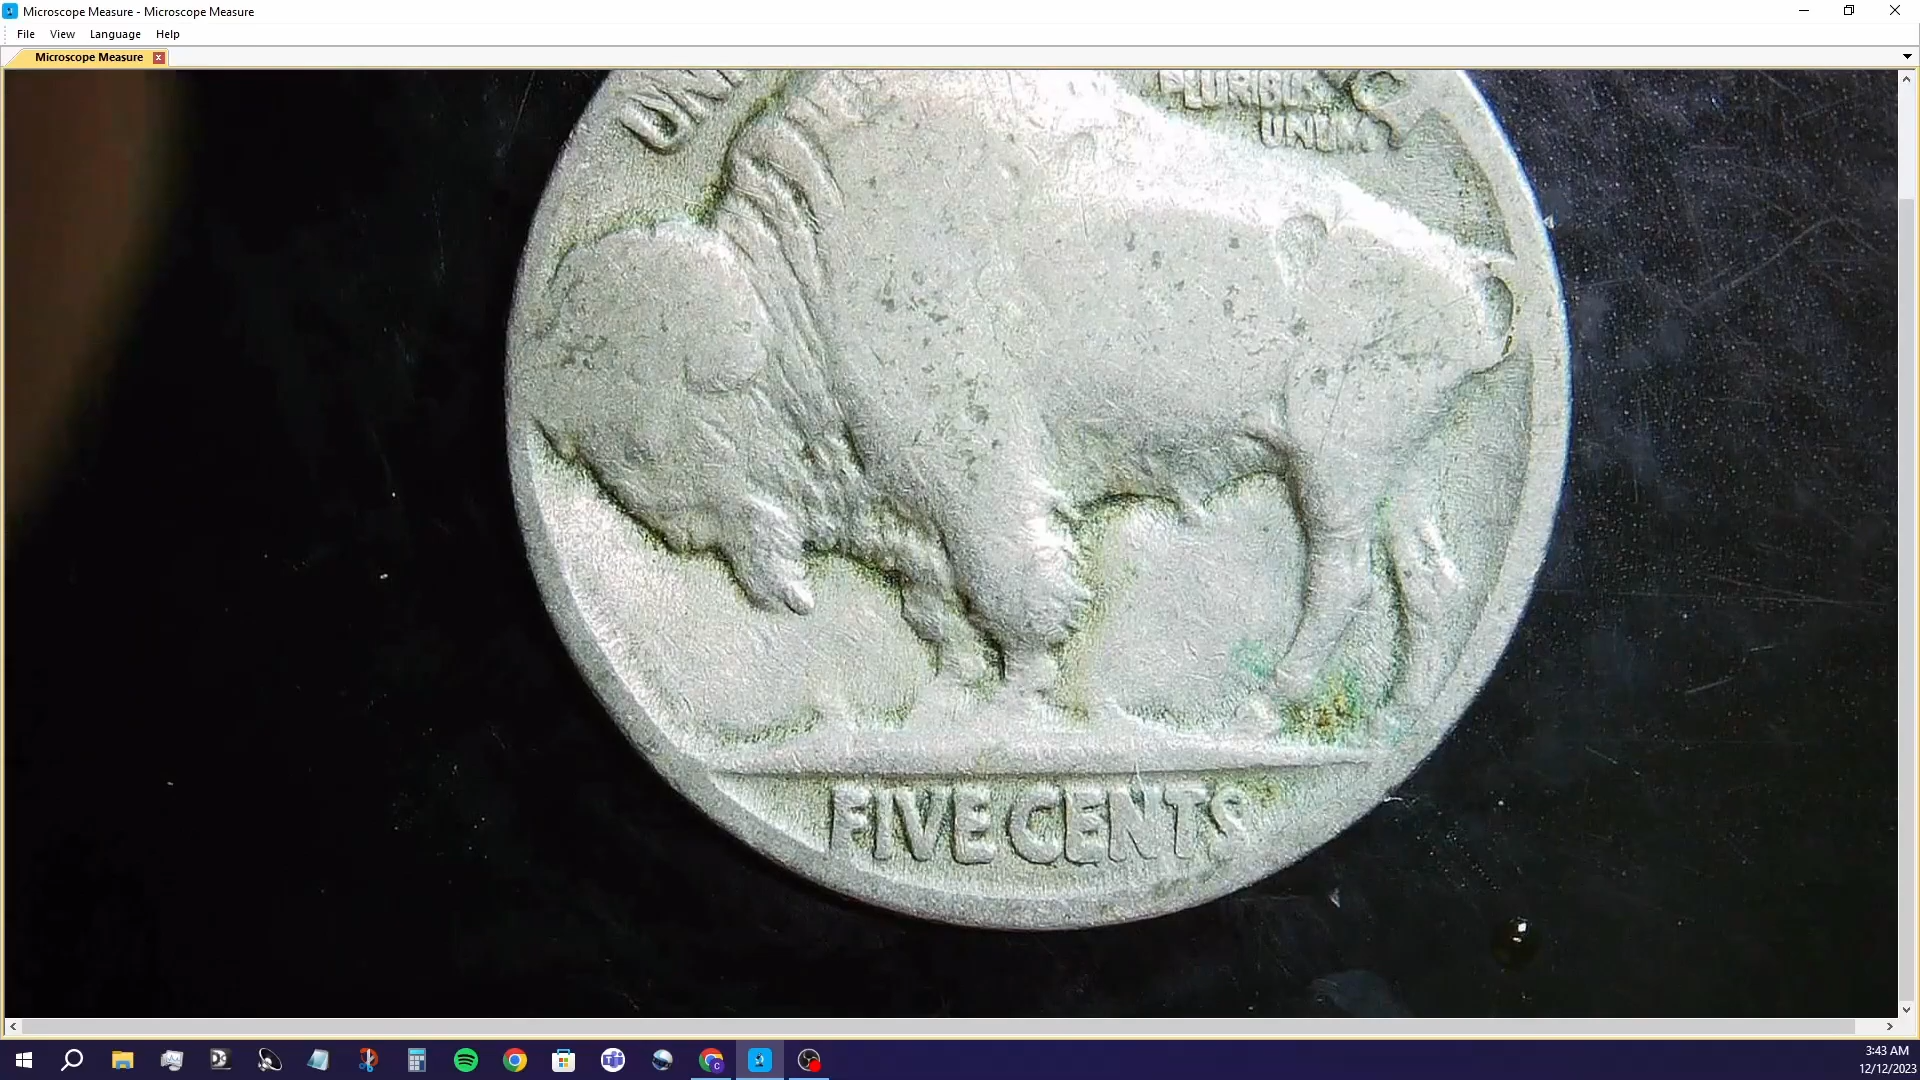 Microscope Measure - Microscope Measure
File View Language Help
Microscope Measure
UNI
PLURIBUS
UNUM
FIVE CENTS
3:43 AM
12/12/2023